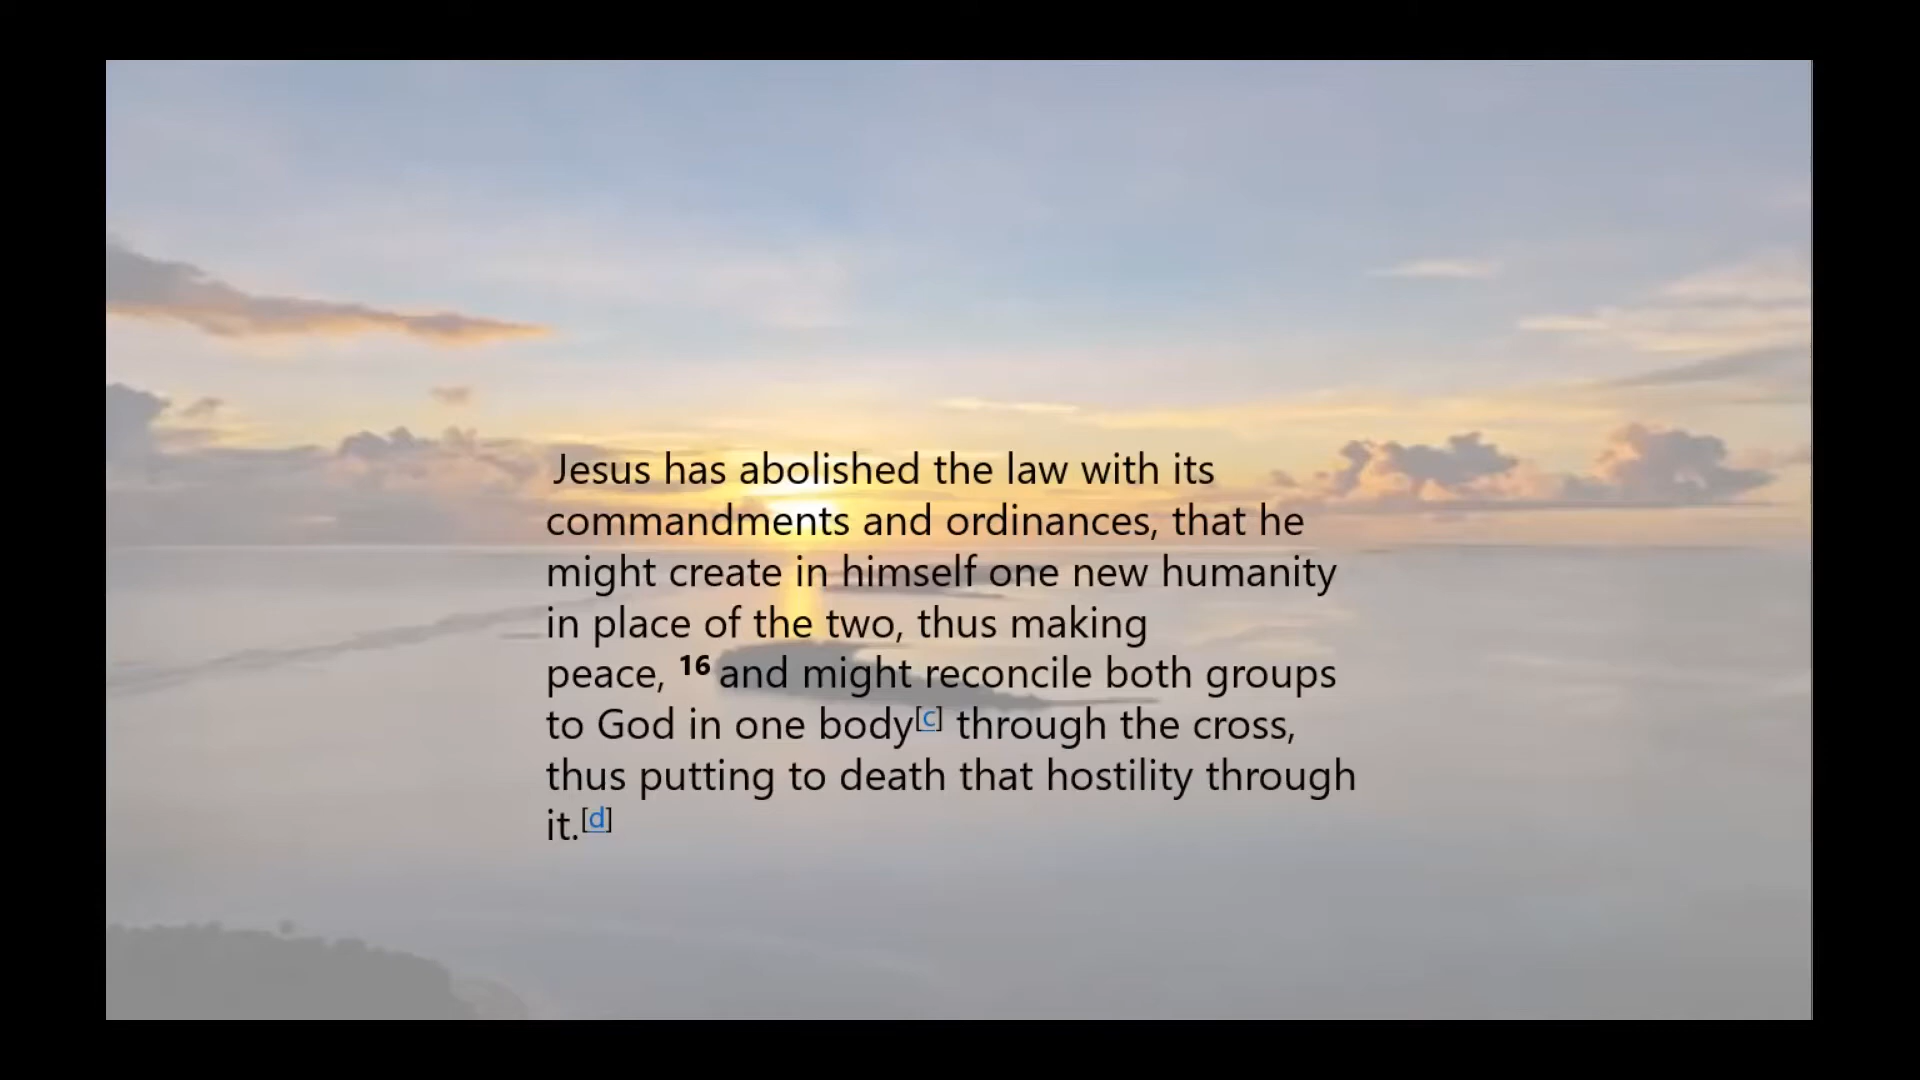 Jesus has abolished the law with its
commandments and ordinances, that he
might create in himself one new humanity
in place of the two, thus making
peace, 16 and might reconcile both groups
to God in one body[c] through the cross,
thus putting to death that hostility through
it.[d]